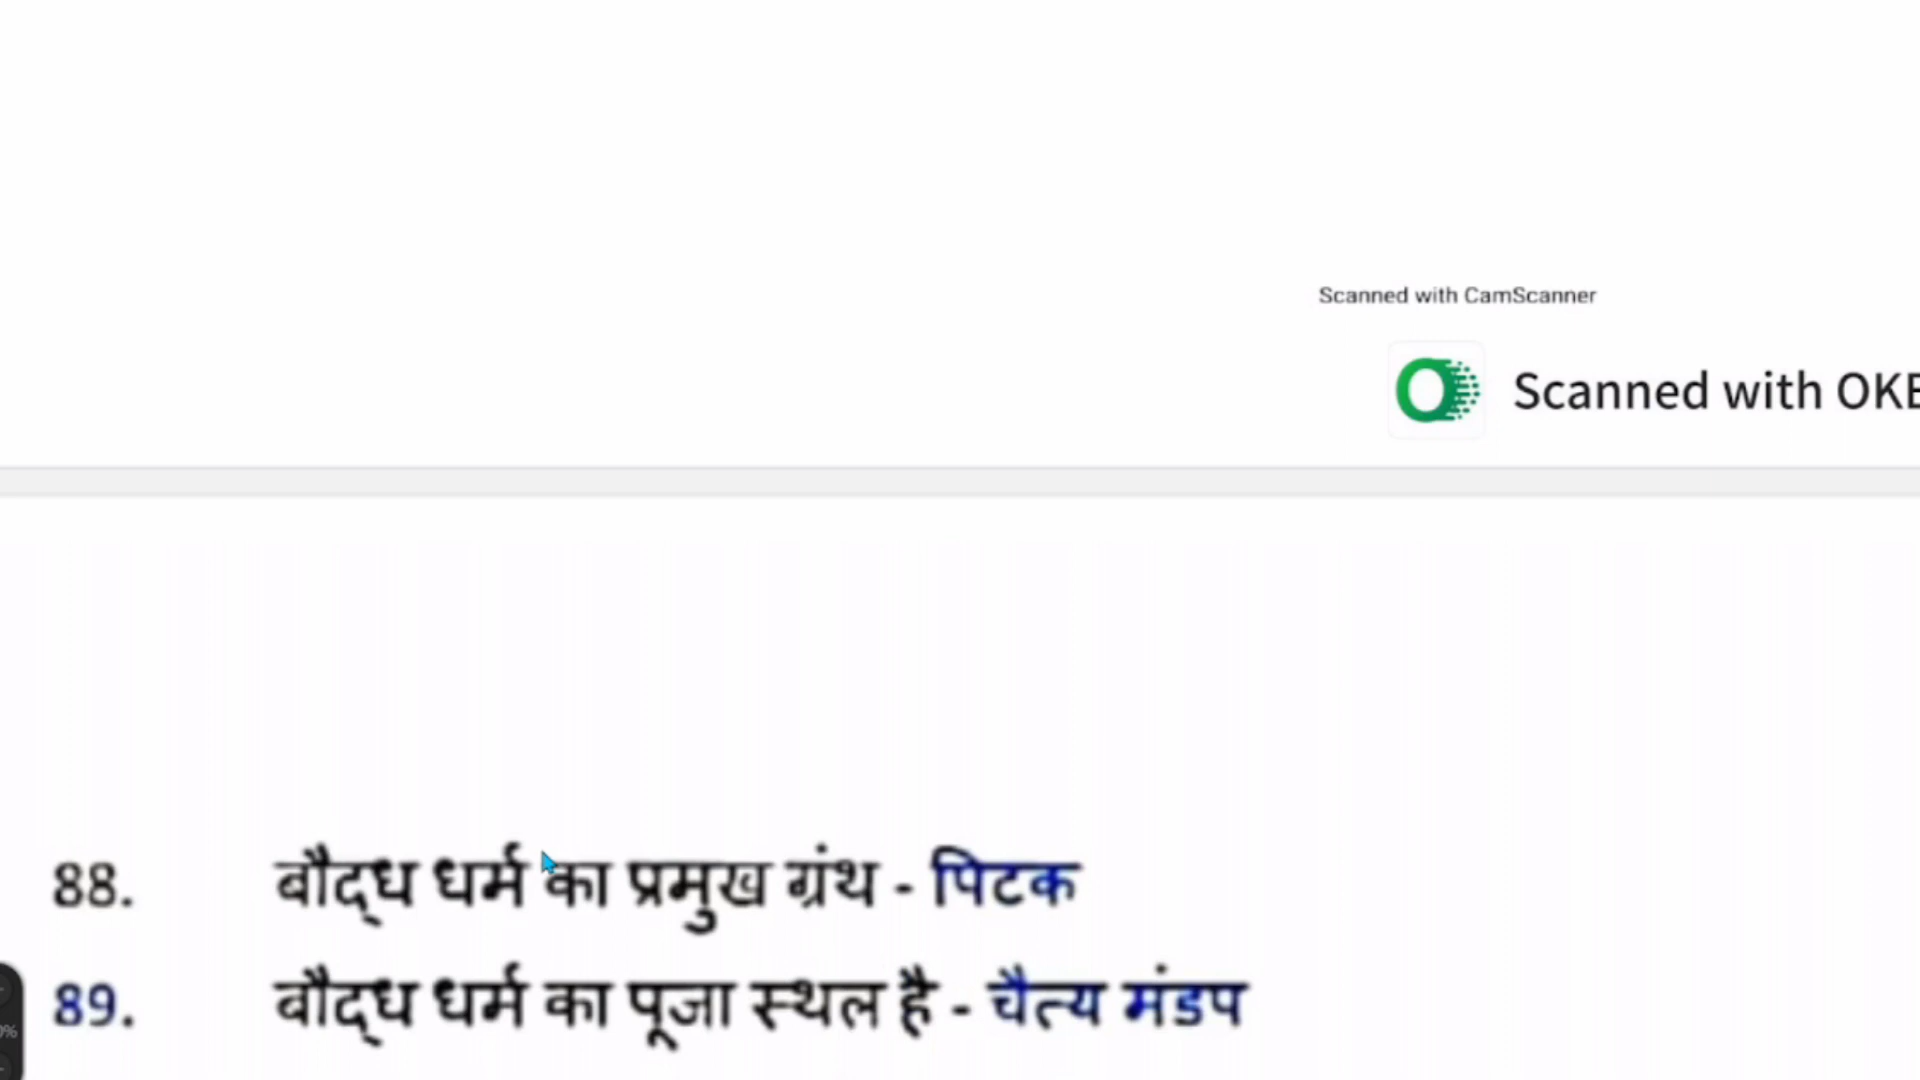 Scanned with CamScanner
Scanned with OKE
88. बौद्ध धर्म का प्रमुख ग्रंथ - पिटक
89. बौद्ध धर्म का पूजा स्थल है - चैत्य मंडप